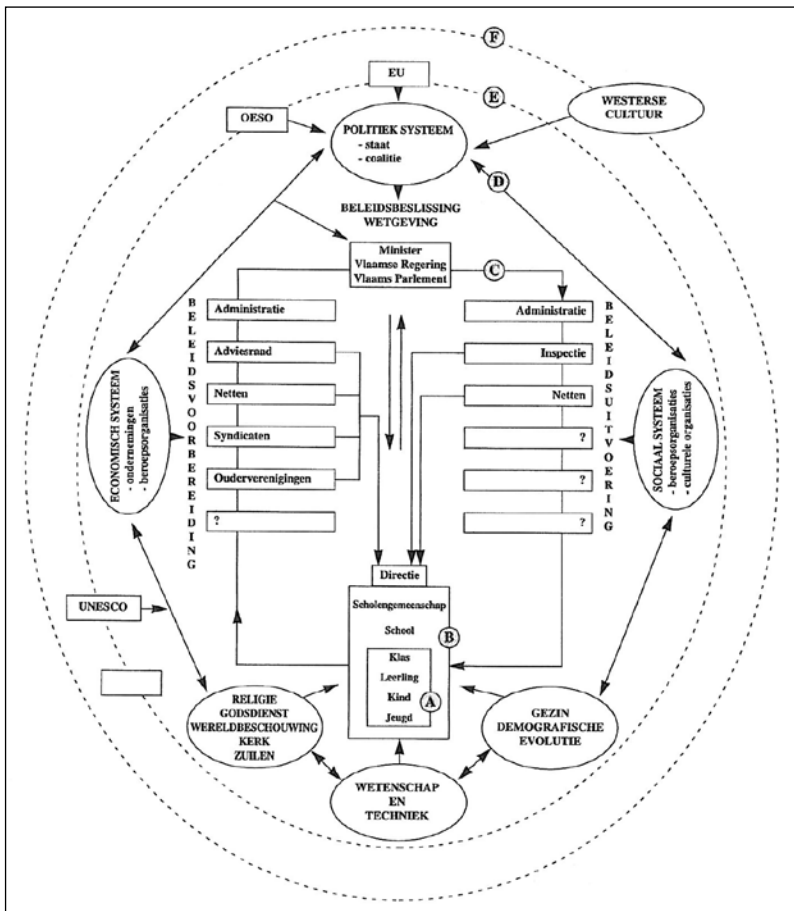 F
EU
E
OESO
WESTERSE
CULTUUR
POLITIEK SYSTEEM
- staat
- coalitie
D
BELEIDSBESLISSING
WETGEVING
Minister
Vlaamse Regering
Vlaams Parlement
C
BELEIDSVOORBEREIDING
Administratie
Adviesraad
Netten
Syndicaten
Ouderverenigingen
?
Administratie
Inspectie
Netten
?
?
?
BELEIDSUITVOERING
ECONOMISCH SYSTEEM
- ondernemingen
- beroepsorganisaties
SOCIAAL SYSTEEM
- beroepsorganisaties
- culturele organisaties
Directie
Scholengemeenschap
School
B
Klas
Leerling
Kind
Jeugd
A
UNESCO
RELIGIE
GODSDIENST
WERELDBESCHOUWING
KERK
ZUILEN
GEZIN
DEMOGRAFISCHE
EVOLUTIE
WETENSCHAP
EN
TECHNIEK